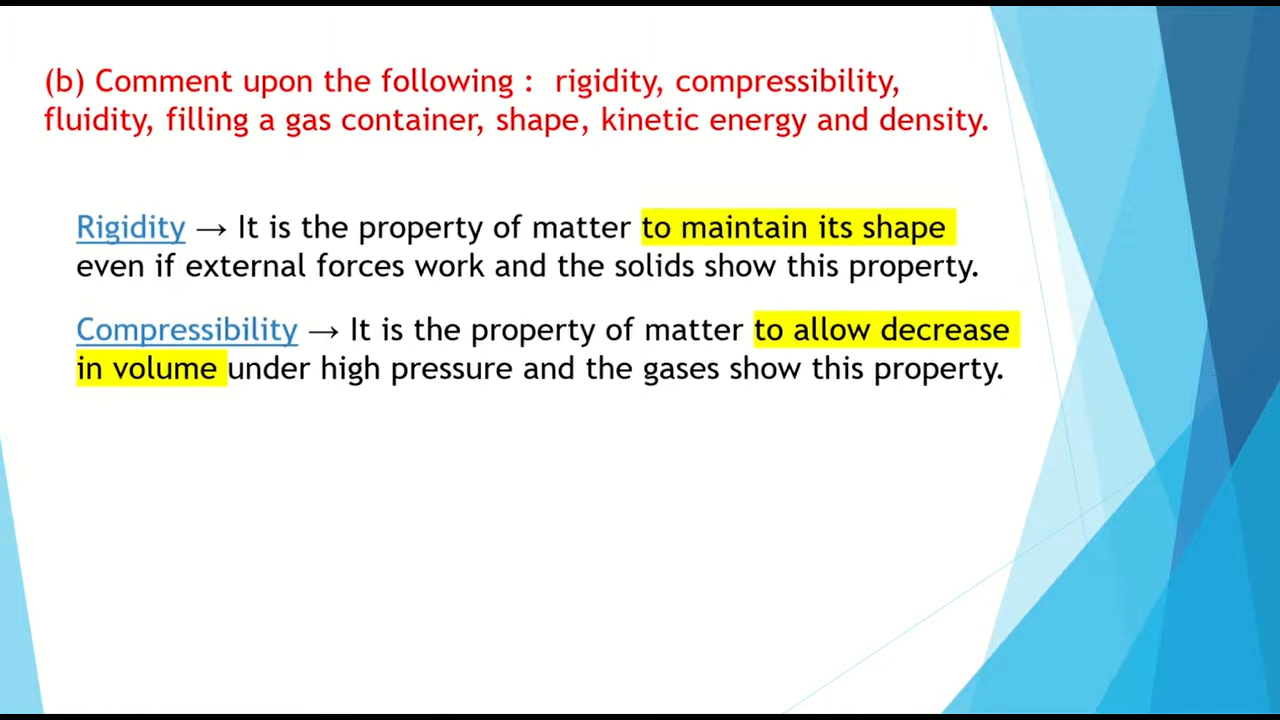 (b) Comment upon the following :  rigidity, compressibility,
fluidity, filling a gas container, shape, kinetic energy and density.
Rigidity → It is the property of matter to maintain its shape
even if external forces work and the solids show this property.
Compressibility → It is the property of matter to allow decrease
in volume under high pressure and the gases show this property.